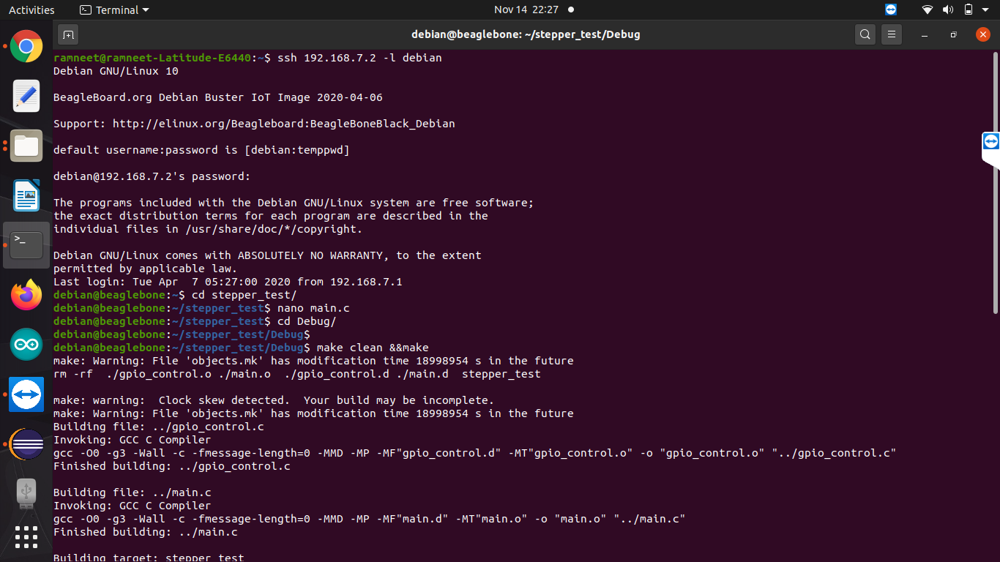 Activities
Terminal
Nov 14 22:27
debian@beaglebone: ~/stepper_test/Debug
ramneet@ramneet-Latitude-E6440:~$ ssh 192.168.7.2 -l debian
Debian GNU/Linux 10
BeagleBoard.org Debian Buster IoT Image 2020-04-06
Support: http://elinux.org/Beagleboard:BeagleBoneBlack_Debian
default username:password is [debian:temppwd]
debian@192.168.7.2's password:
The programs included with the Debian GNU/Linux system are free software;
the exact distribution terms for each program are described in the
individual files in /usr/share/doc/*/copyright.
Debian GNU/Linux comes with ABSOLUTELY NO WARRANTY, to the extent
permitted by applicable law.
Last login: Tue Apr  7 05:27:00 2020 from 192.168.7.1
debian@beaglebone:~$ cd stepper_test/
debian@beaglebone:~/stepper_test$ nano main.c
debian@beaglebone:~/stepper_test$ cd Debug/
debian@beaglebone:~/stepper_test/Debug$
debian@beaglebone:~/stepper_test/Debug$ make clean &&make
make: Warning: File 'objects.mk' has modification time 18998954 s in the future
rm -rf  ./gpio_control.o ./main.o  ./gpio_control.d ./main.d  stepper_test
make: warning:  Clock skew detected.  Your build may be incomplete.
make: Warning: File 'objects.mk' has modification time 18998954 s in the future
Building file: ../gpio_control.c
Invoking: GCC C Compiler
gcc -O0 -g3 -Wall -c -fmessage-length=0 -MMD -MP -MF"gpio_control.d" -MT"gpio_control.o" -o "gpio_control.o" "../gpio_control.c"
Finished building: ../gpio_control.c
Building file: ../main.c
Invoking: GCC C Compiler
gcc -O0 -g3 -Wall -c -fmessage-length=0 -MMD -MP -MF"main.d" -MT"main.o" -o "main.o" "../main.c"
Finished building: ../main.c
Building target: stepper_test